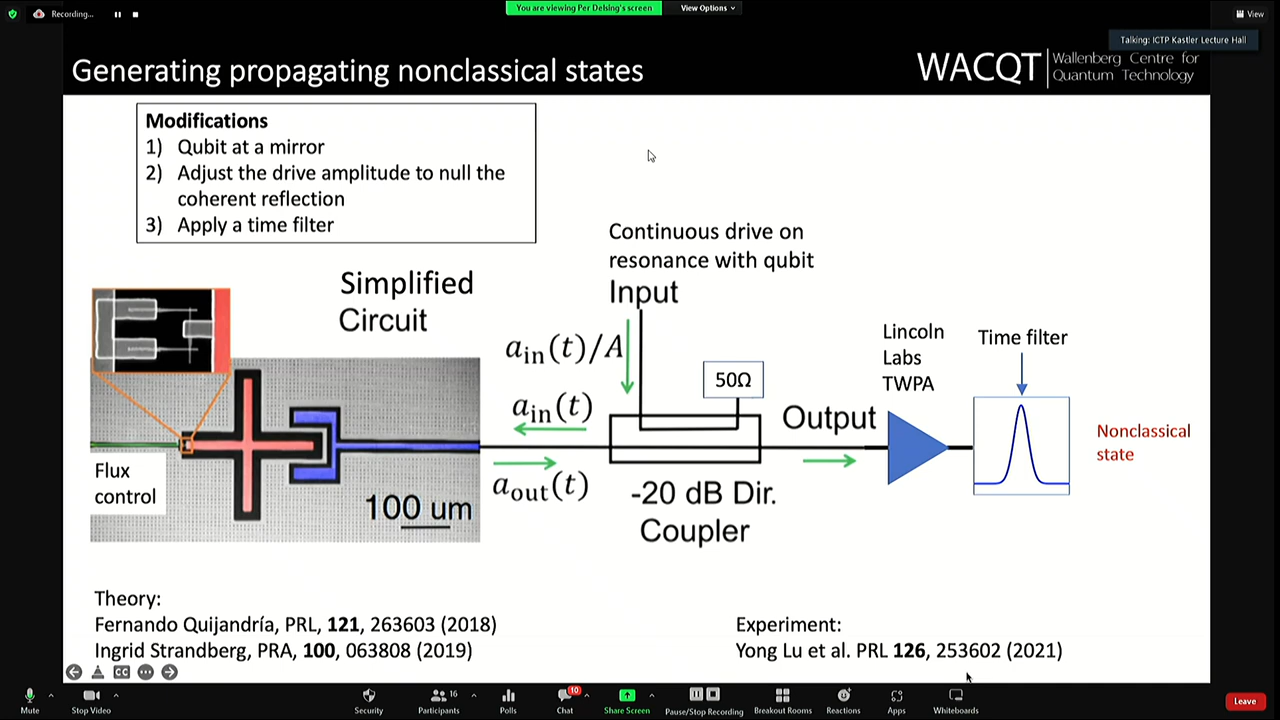 Recording...
You are viewing Per Delsing's screen
View Options
View
Talking: ICTP Kastler Lecture Hall
Generating propagating nonclassical states
WACQT
Wallenberg Centre for
Quantum Technology
Modifications
1) Qubit at a mirror
2) Adjust the drive amplitude to null the
coherent reflection
3) Apply a time filter
Continuous drive on
resonance with qubit
Input
Simplified
Circuit
a_in(t)/A
a_in(t)
a_out(t)
50Ω
Lincoln
Labs
TWPA
Time filter
Output
Nonclassical
state
Flux
control
100 um
-20 dB Dir.
Coupler
Theory:
Fernando Quijandría, PRL, 121, 263603 (2018)
Ingrid Strandberg, PRA, 100, 063808 (2019)
Experiment:
Yong Lu et al. PRL 126, 253602 (2021)
CC
Mute
Stop Video
Security
16
Participants
Polls
10
Chat
Share Screen
Pause/Stop Recording
Breakout Rooms
Reactions
Apps
Whiteboards
Leave